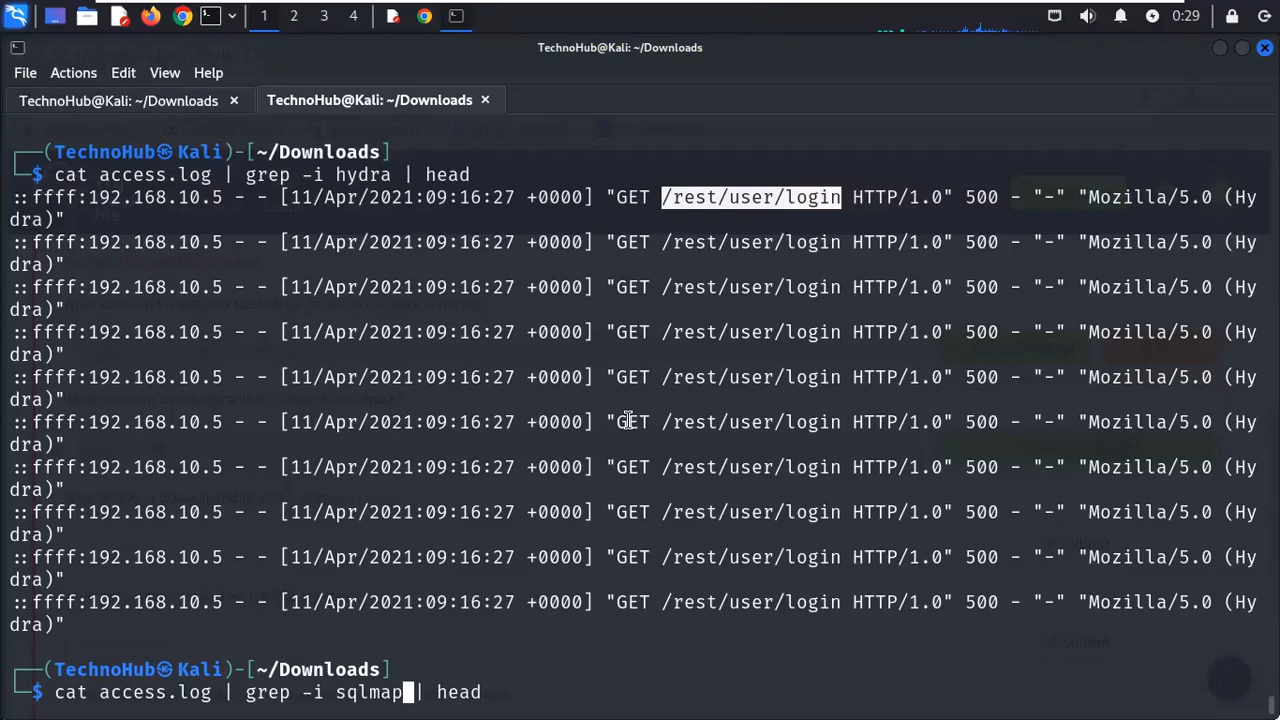 1 2 3 4 0:29
TechnoHub@Kali: ~/Downloads
File Actions Edit View Help
TechnoHub@Kali: ~/Downloads × TechnoHub@Kali: ~/Downloads ×
┌──(TechnoHub㉿Kali)-[~/Downloads]
└─$ cat access.log | grep -i hydra | head
::ffff:192.168.10.5 - - [11/Apr/2021:09:16:27 +0000] "GET /rest/user/login HTTP/1.0" 500 - "-" "Mozilla/5.0 (Hy
dra)"
::ffff:192.168.10.5 - - [11/Apr/2021:09:16:27 +0000] "GET /rest/user/login HTTP/1.0" 500 - "-" "Mozilla/5.0 (Hy
dra)"
::ffff:192.168.10.5 - - [11/Apr/2021:09:16:27 +0000] "GET /rest/user/login HTTP/1.0" 500 - "-" "Mozilla/5.0 (Hy
dra)"
::ffff:192.168.10.5 - - [11/Apr/2021:09:16:27 +0000] "GET /rest/user/login HTTP/1.0" 500 - "-" "Mozilla/5.0 (Hy
dra)"
::ffff:192.168.10.5 - - [11/Apr/2021:09:16:27 +0000] "GET /rest/user/login HTTP/1.0" 500 - "-" "Mozilla/5.0 (Hy
dra)"
::ffff:192.168.10.5 - - [11/Apr/2021:09:16:27 +0000] "GET /rest/user/login HTTP/1.0" 500 - "-" "Mozilla/5.0 (Hy
dra)"
::ffff:192.168.10.5 - - [11/Apr/2021:09:16:27 +0000] "GET /rest/user/login HTTP/1.0" 500 - "-" "Mozilla/5.0 (Hy
dra)"
::ffff:192.168.10.5 - - [11/Apr/2021:09:16:27 +0000] "GET /rest/user/login HTTP/1.0" 500 - "-" "Mozilla/5.0 (Hy
dra)"
::ffff:192.168.10.5 - - [11/Apr/2021:09:16:27 +0000] "GET /rest/user/login HTTP/1.0" 500 - "-" "Mozilla/5.0 (Hy
dra)"
::ffff:192.168.10.5 - - [11/Apr/2021:09:16:27 +0000] "GET /rest/user/login HTTP/1.0" 500 - "-" "Mozilla/5.0 (Hy
dra)"
┌──(TechnoHub㉿Kali)-[~/Downloads]
└─$ cat access.log | grep -i sqlmap | head